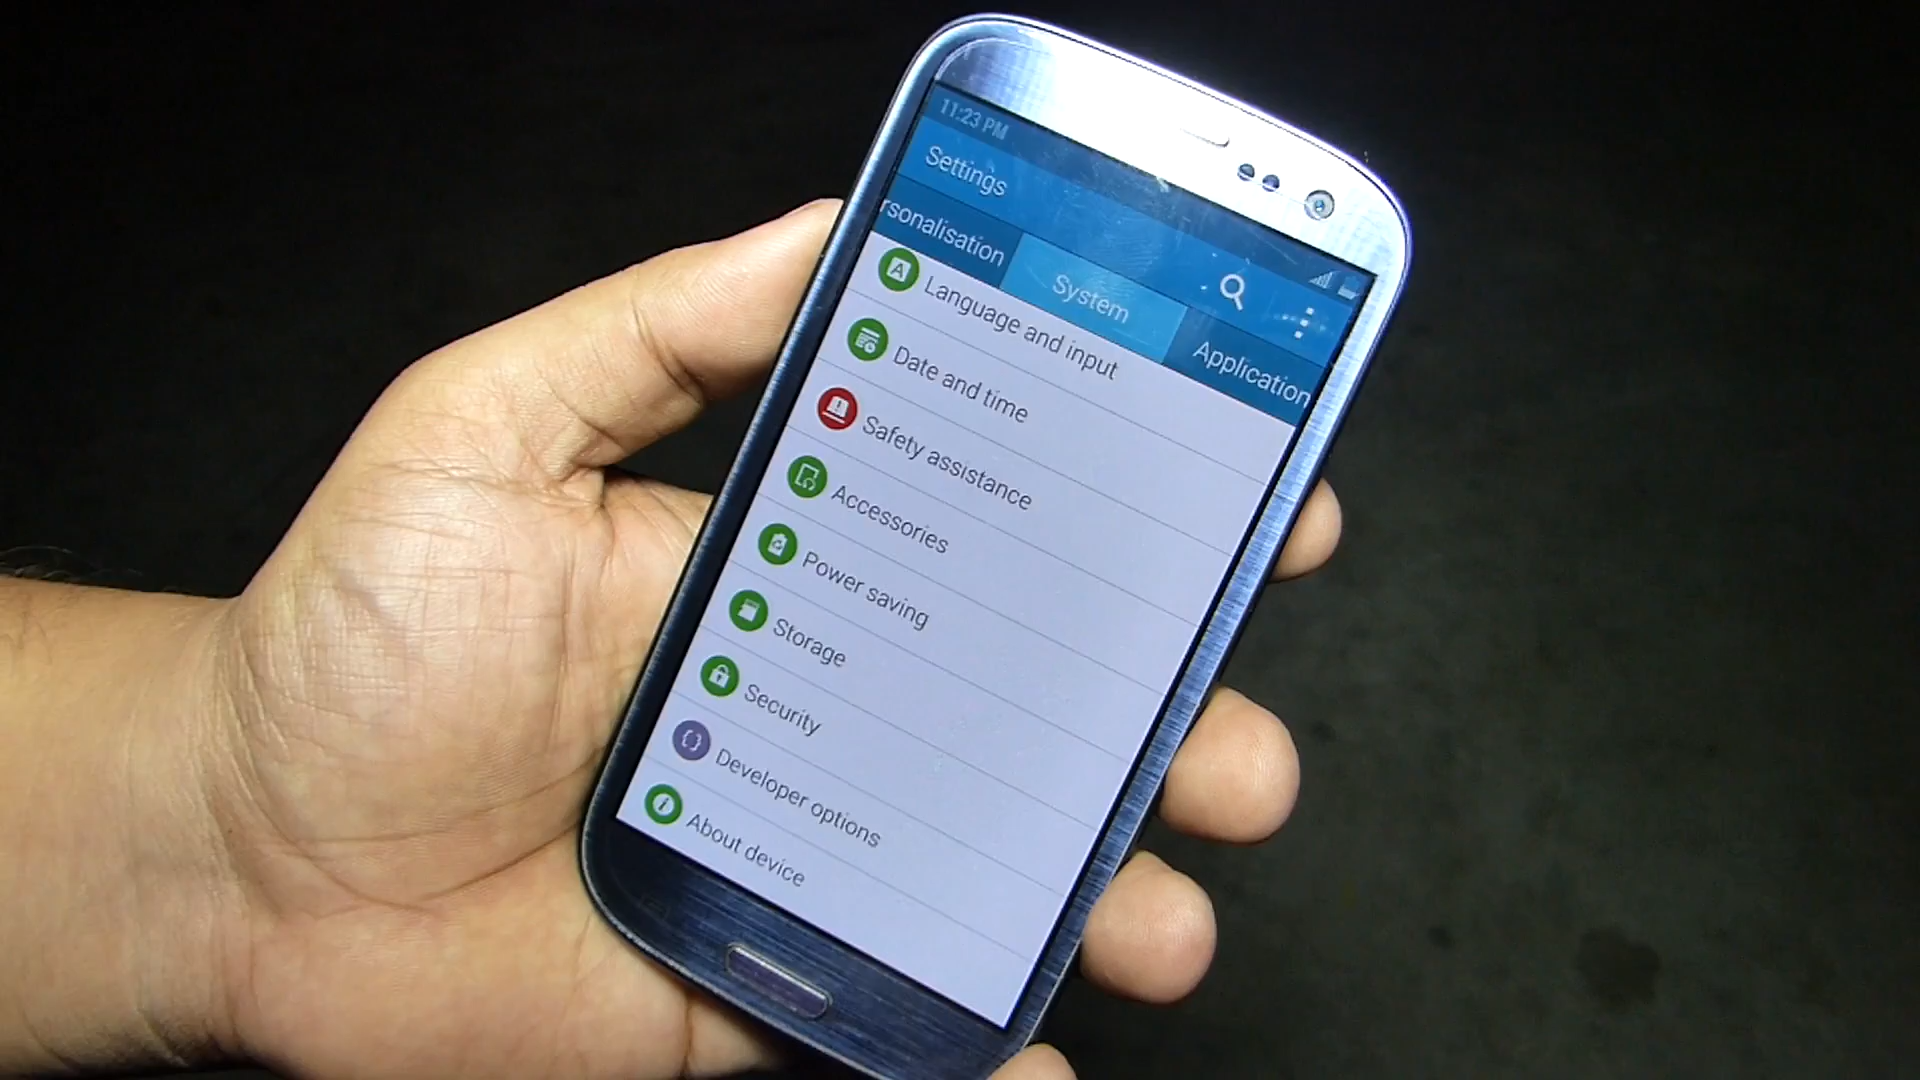 11:23 PM
Settings
rsonalisation
System
Application
Language and input
Date and time
Safety assistance
Accessories
Power saving
Storage
Security
Developer options
About device